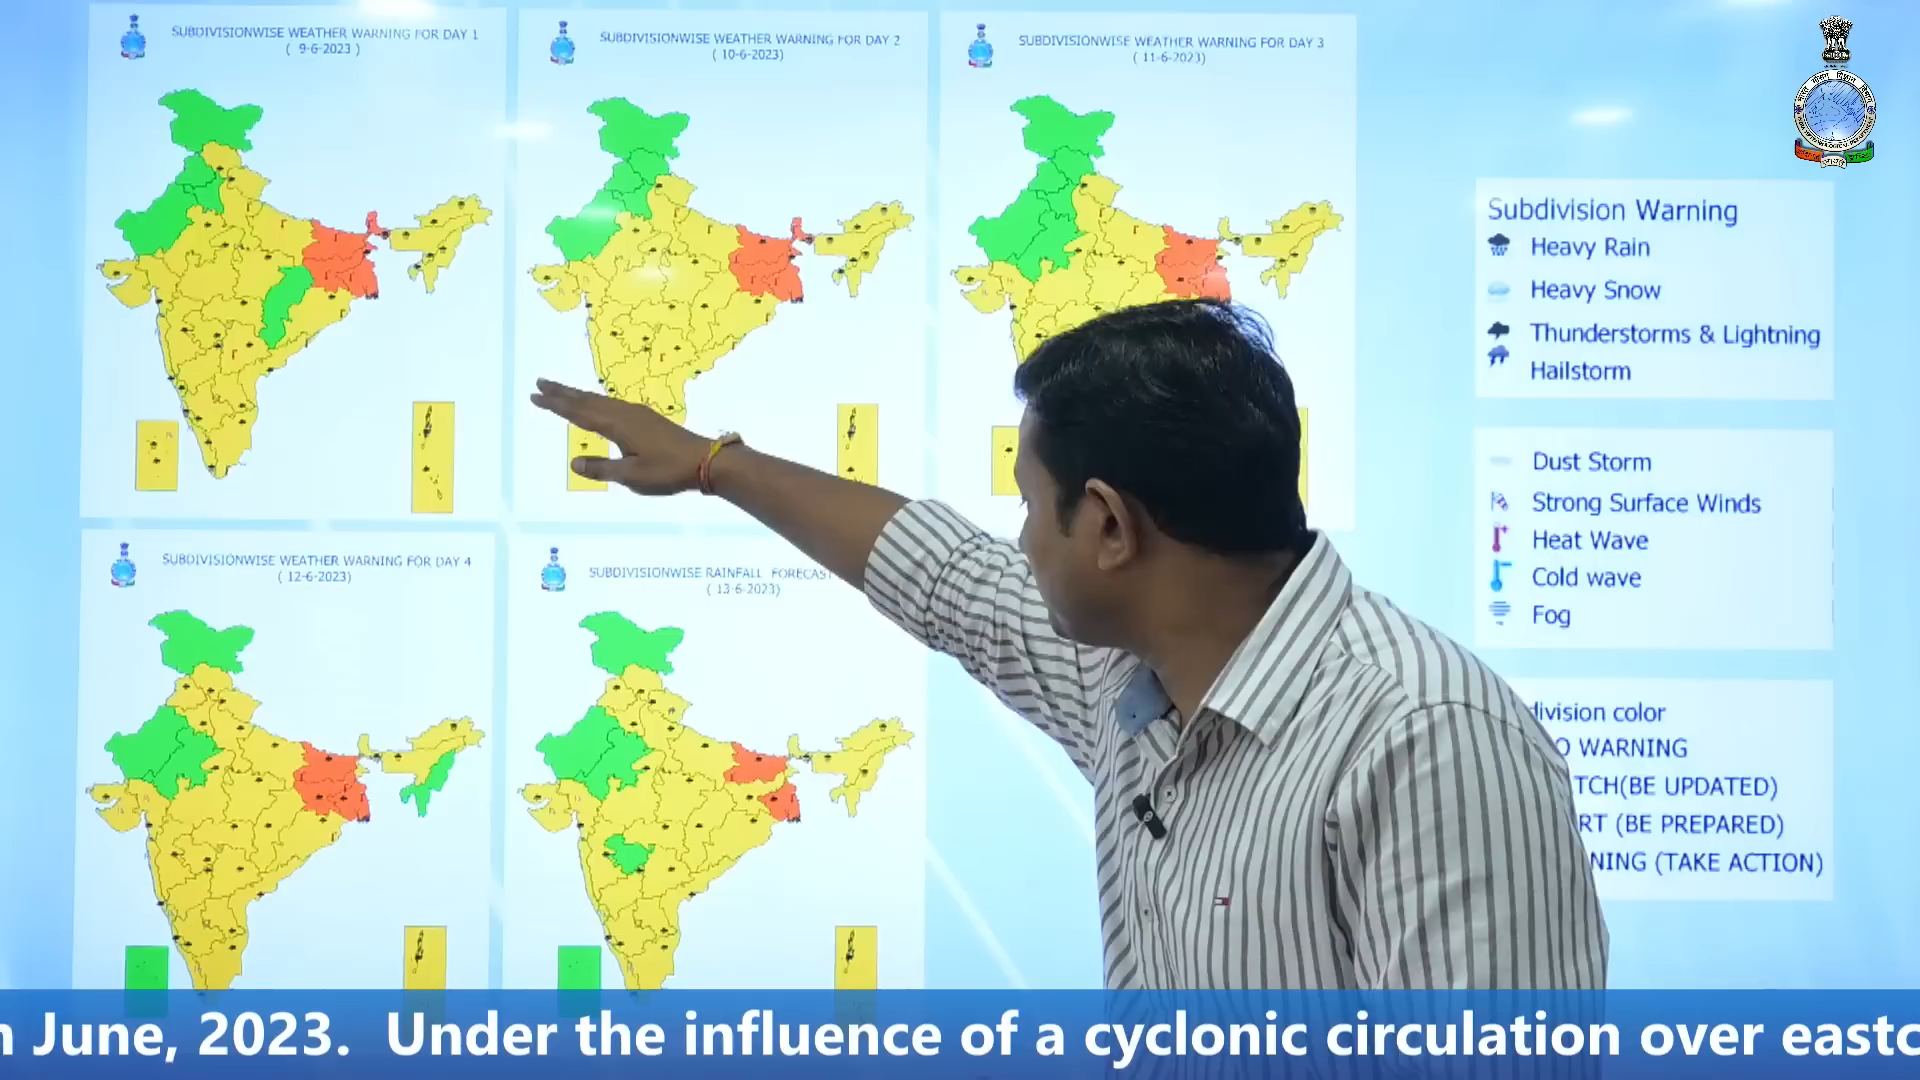 SUBDIVISIONWISE WEATHER WARNING FOR DAY 1
( 9-6-2023 )
SUBDIVISIONWISE WEATHER WARNING FOR DAY 2
( 10-6-2023)
SUBDIVISIONWISE WEATHER WARNING FOR DAY 3
( 11-6-2023)
Subdivision Warning
Heavy Rain
Heavy Snow
Thunderstorms & Lightning
Hailstorm
Dust Storm
Strong Surface Winds
Heat Wave
Cold wave
Fog
SUBDIVISIONWISE WEATHER WARNING FOR DAY 4
( 12-6-2023)
SUBDIVISIONWISE RAINFALL FORECAST
( 13-6-2023)
division color
O WARNING
TCH(BE UPDATED)
RT (BE PREPARED)
NING (TAKE ACTION)
n June, 2023. Under the influence of a cyclonic circulation over eastc